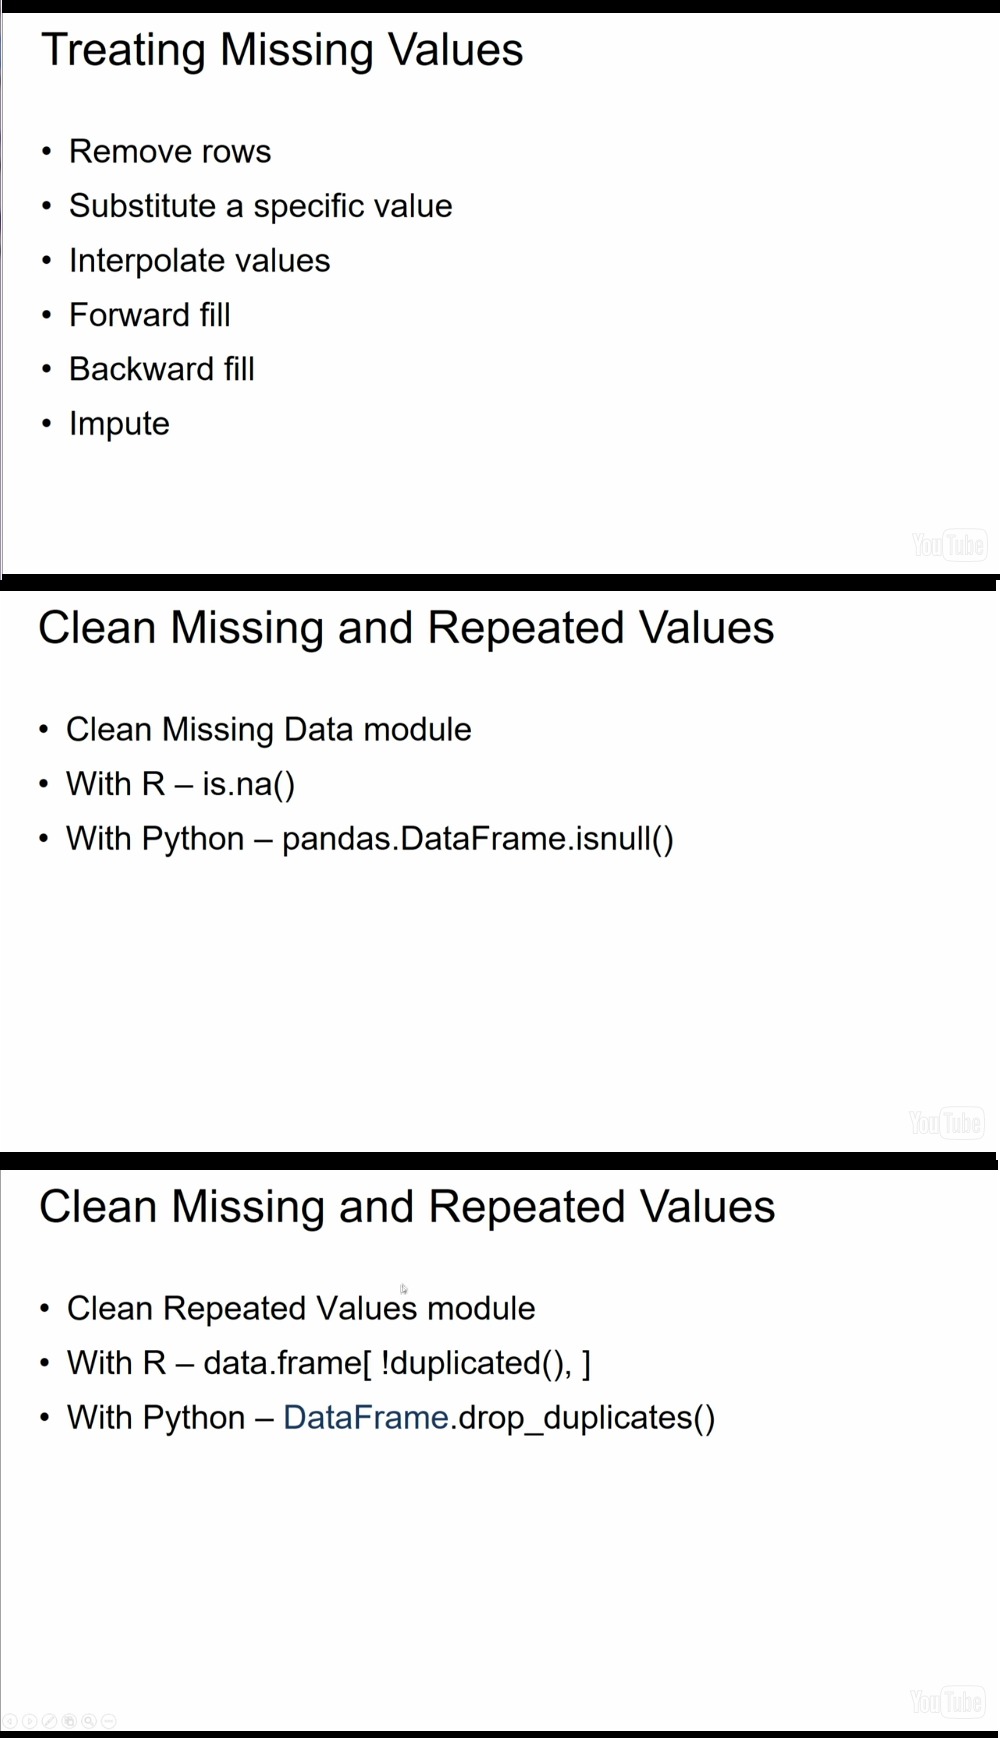 Treating Missing Values
• Remove rows
• Substitute a specific value
• Interpolate values
• Forward fill
• Backward fill
• Impute
YouTube
Clean Missing and Repeated Values
• Clean Missing Data module
• With R – is.na()
• With Python – pandas.DataFrame.isnull()
YouTube
Clean Missing and Repeated Values
• Clean Repeated Values module
• With R – data.frame[ !duplicated(), ]
• With Python – DataFrame.drop_duplicates()
YouTube